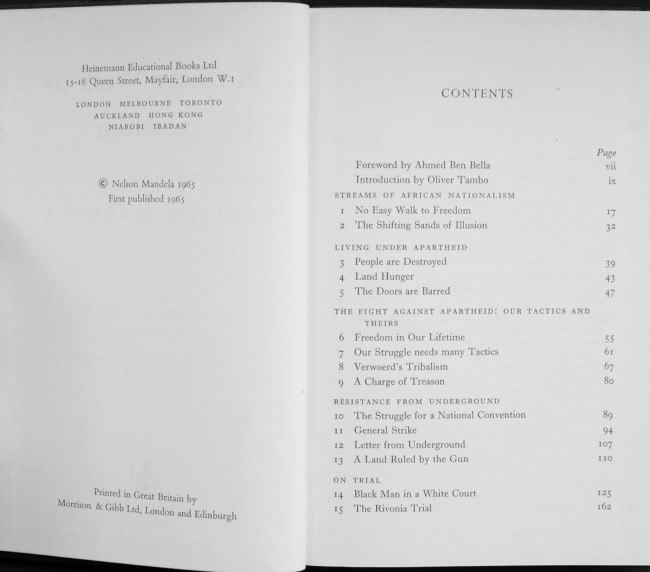 Heinemann Educational Books Ltd
15-16 Queen Street, Mayfair, London W.1
LONDON MELBOURNE TORONTO
AUCKLAND HONG KONG
NIAROBI IBADAN
© Nelson Mandela 1965
First published 1965
Printed in Great Britain by
Morrison & Gibb Ltd, London and Edinburgh
CONTENTS
Page
Foreword by Ahmed Ben Bella vii
Introduction by Oliver Tambo ix
STREAMS OF AFRICAN NATIONALISM
1 No Easy Walk to Freedom 17
2 The Shifting Sands of Illusion 32
LIVING UNDER APARTHEID
3 People are Destroyed 39
4 Land Hunger 43
5 The Doors are Barred 47
THE FIGHT AGAINST APARTHEID: OUR TACTICS AND
THEIRS
6 Freedom in Our Lifetime 55
7 Our Struggle needs many Tactics 61
8 Verwoerd's Tribalism 67
9 A Charge of Treason 80
RESISTANCE FROM UNDERGROUND
10 The Struggle for a National Convention 89
11 General Strike 94
12 Letter from Underground 107
13 A Land Ruled by the Gun 110
ON TRIAL
14 Black Man in a White Court 125
15 The Rivonia Trial 162